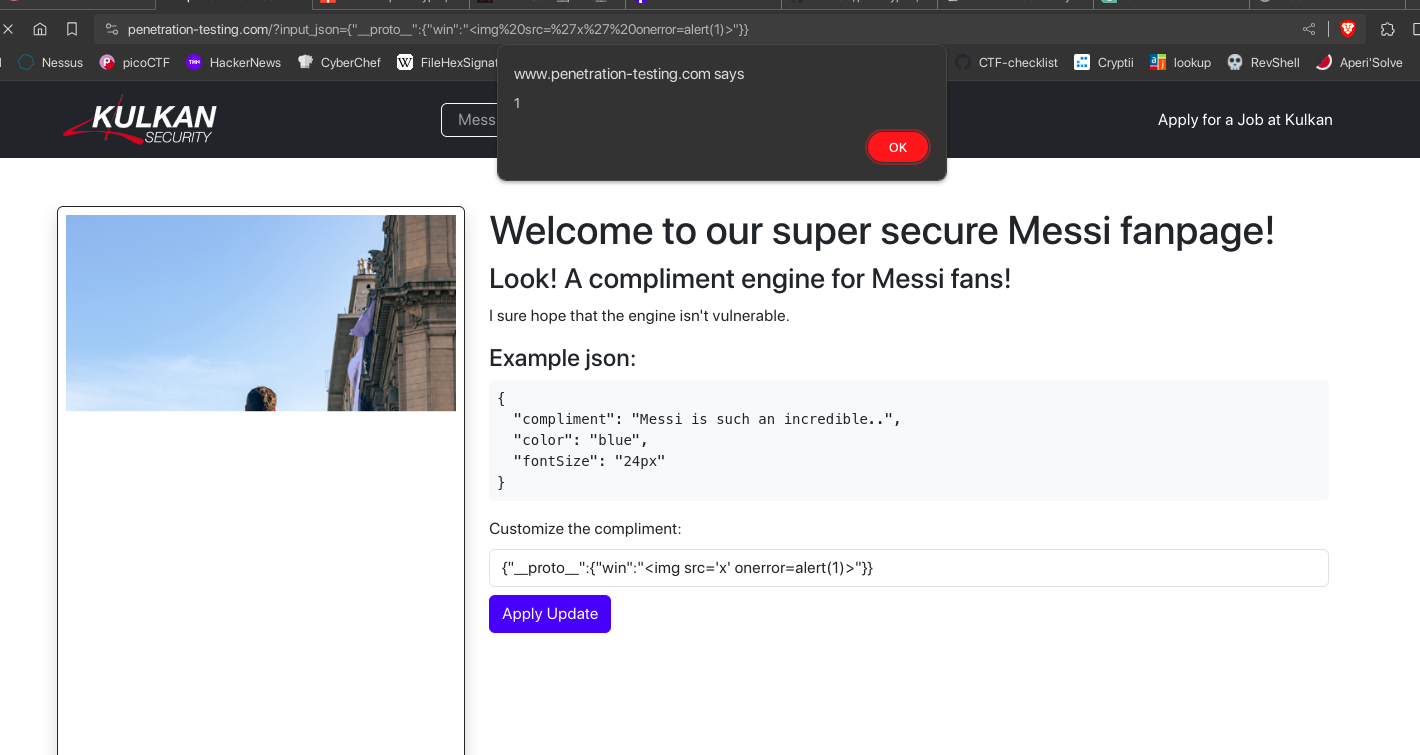 penetration-testing.com/?input_json={"__proto__":{"win":"<img%20src=%27x%27%20onerror=alert(1)>"}}
Nessus
picoCTF
HackerNews
CyberChef
FileHexSignat
CTF-checklist
Cryptii
lookup
RevShell
Aperi'Solve
www.penetration-testing.com says
1
OK
KULKAN
SECURITY
Mess
Apply for a Job at Kulkan
Welcome to our super secure Messi fanpage!
Look! A compliment engine for Messi fans!
I sure hope that the engine isn't vulnerable.
Example json:
{
"compliment": "Messi is such an incredible..",
"color": "blue",
"fontSize": "24px"
}
Customize the compliment:
{"__proto__":{"win":"<img src='x' onerror=alert(1)>"}}
Apply Update